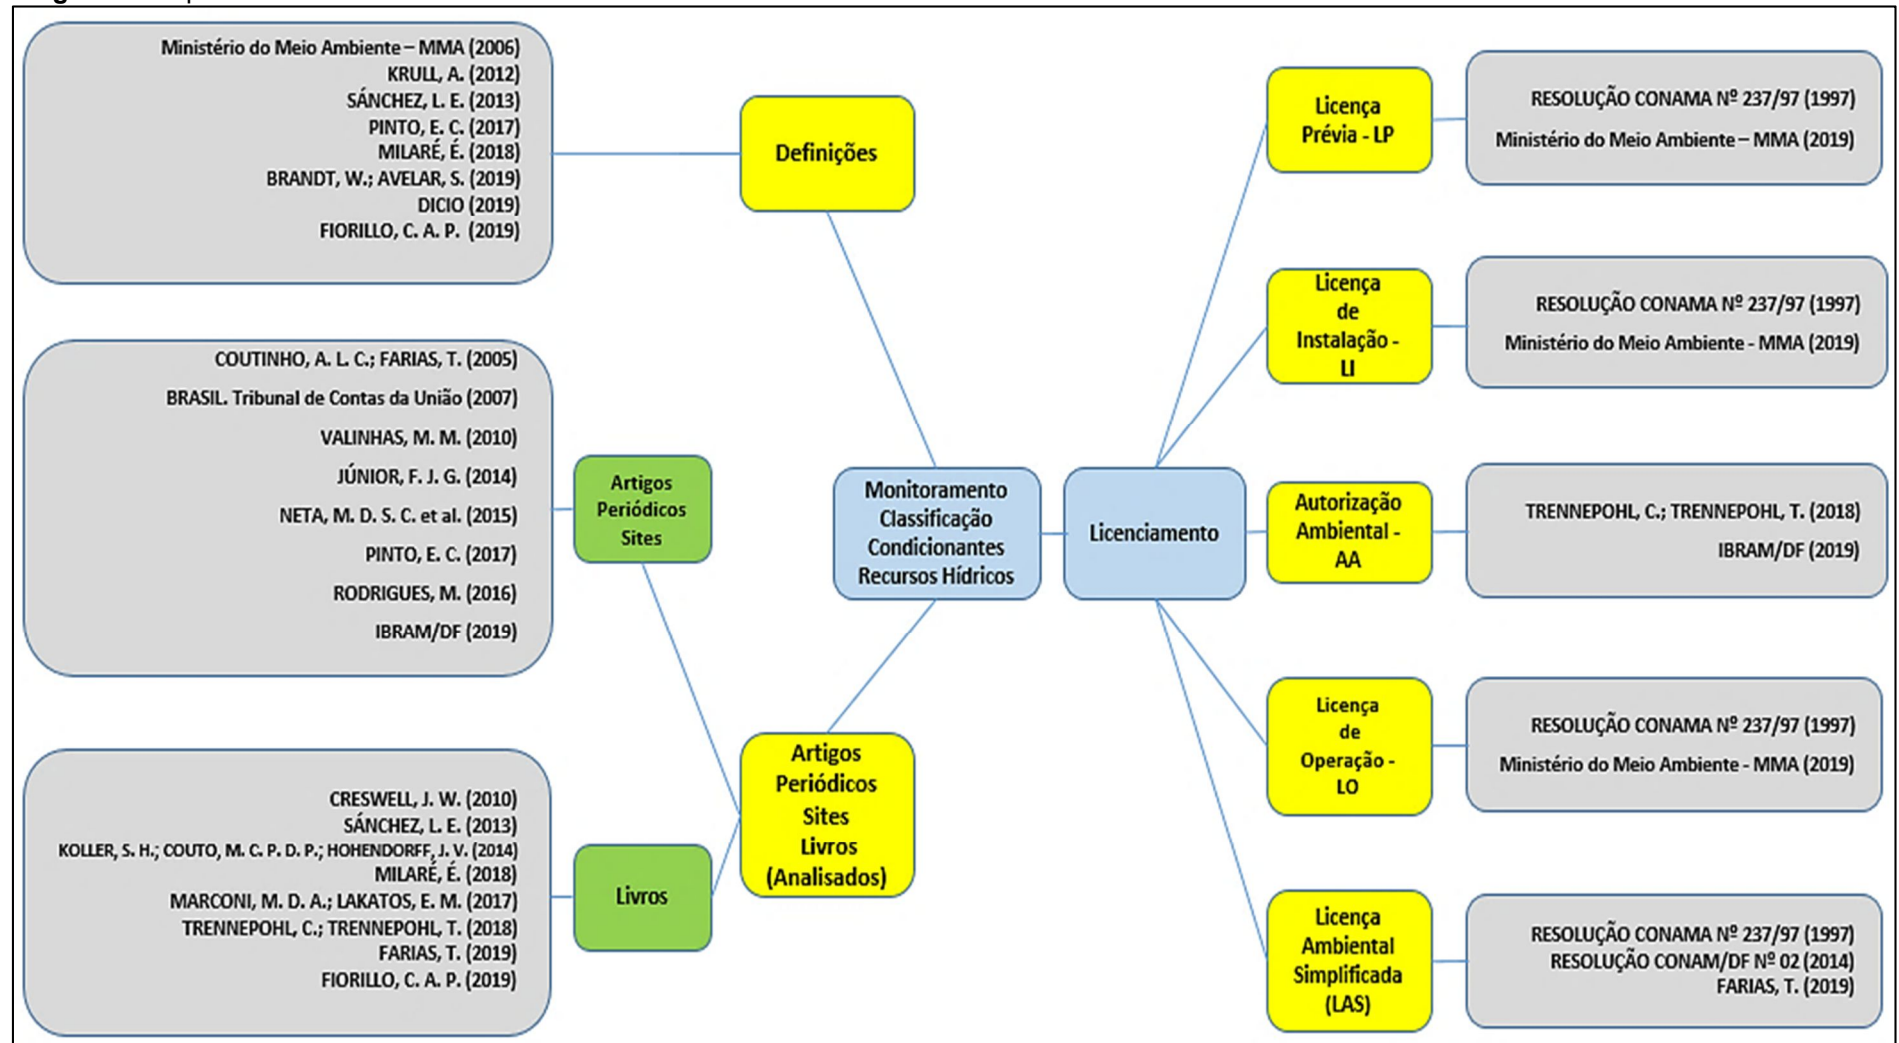 Ministério do Meio Ambiente – MMA (2006)
KRULL, A. (2012)
SÁNCHEZ, L. E. (2013)
PINTO, E. C. (2017)
MILARÉ, É. (2018)
BRANDT, W.; AVELAR, S. (2019)
DICIO (2019)
FIORILLO, C. A. P. (2019)
Definições
COUTINHO, A. L. C.; FARIAS, T. (2005)
BRASIL. Tribunal de Contas da União (2007)
VALINHAS, M. M. (2010)
JÚNIOR, F. J. G. (2014)
NETA, M. D. S. C. et al. (2015)
PINTO, E. C. (2017)
RODRIGUES, M. (2016)
IBRAM/DF (2019)
Artigos
Periódicos
Sites
CRESWELL, J. W. (2010)
SÁNCHEZ, L. E. (2013)
KOLLER, S. H.; COUTO, M. C. P. D. P.; HOHENDORFF, J. V. (2014)
MILARÉ, É. (2018)
MARCONI, M. D. A.; LAKATOS, E. M. (2017)
TRENNEPOHL, C.; TRENNEPOHL, T. (2018)
FARIAS, T. (2019)
FIORILLO, C. A. P. (2019)
Livros
Artigos
Periódicos
Sites
Livros
(Analisados)
Monitoramento
Classificação
Condicionantes
Recursos Hídricos
Licenciamento
Licença
Prévia - LP
RESOLUÇÃO CONAMA Nº 237/97 (1997)
Ministério do Meio Ambiente – MMA (2019)
Licença
de
Instalação -
LI
RESOLUÇÃO CONAMA Nº 237/97 (1997)
Ministério do Meio Ambiente - MMA (2019)
Autorização
Ambiental -
AA
TRENNEPOHL, C.; TRENNEPOHL, T. (2018)
IBRAM/DF (2019)
Licença
de
Operação -
LO
RESOLUÇÃO CONAMA Nº 237/97 (1997)
Ministério do Meio Ambiente - MMA (2019)
Licença
Ambiental
Simplificada
(LAS)
RESOLUÇÃO CONAMA Nº 237/97 (1997)
RESOLUÇÃO CONAM/DF Nº 02 (2014)
FARIAS, T. (2019)